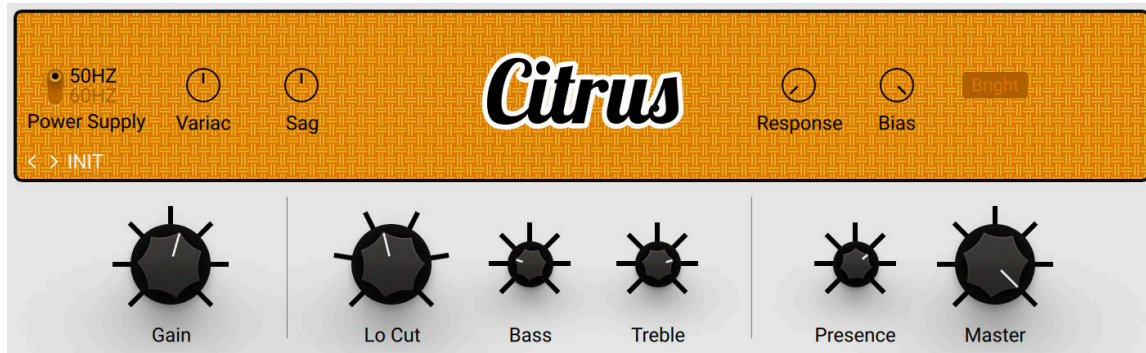 50HZ
60HZ
Power Supply
Variac
Sag
Citrus
Response
Bias
Bright
< > INIT
Gain
Lo Cut
Bass
Treble
Presence
Master